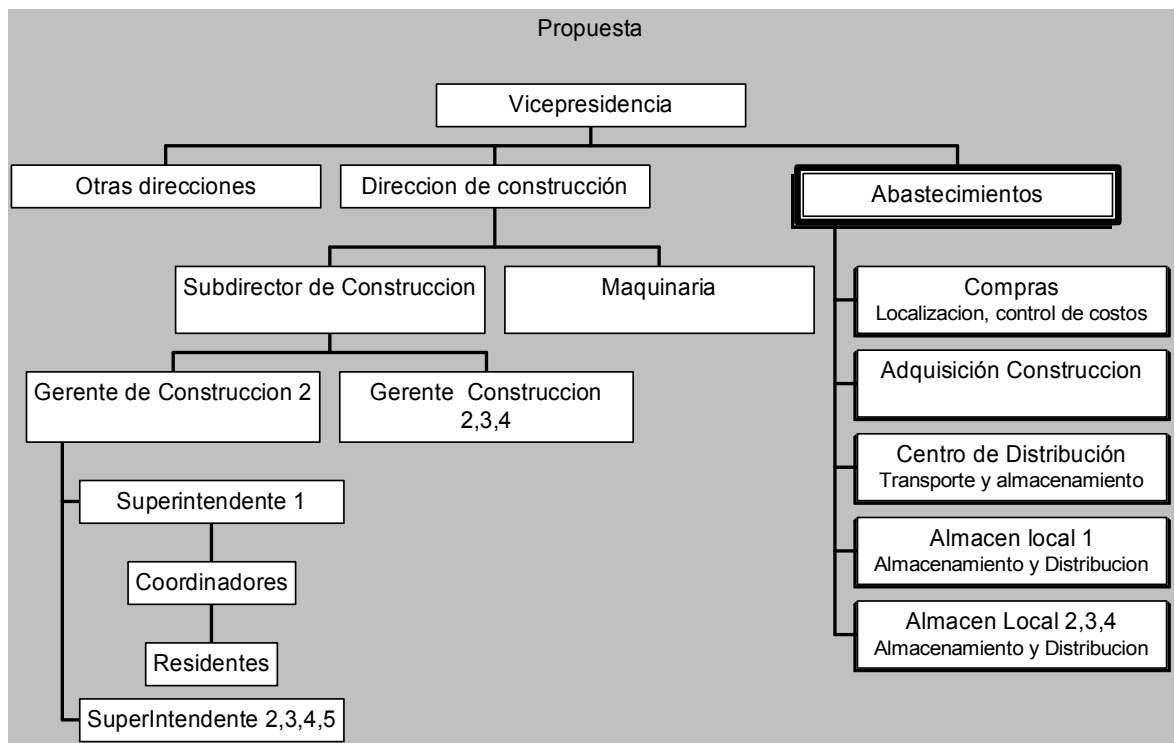 Propuesta
Vicepresidencia
Otras direcciones
Direccion de construcción
Abastecimientos
Subdirector de Construccion
Maquinaria
Compras
Localizacion, control de costos
Gerente de Construccion 2
Gerente Construccion
2,3,4
Adquisición Construccion
Centro de Distribución
Transporte y almacenamiento
Superintendente 1
Almacen local 1
Almacenamiento y Distribucion
Coordinadores
Almacen Local 2,3,4
Almacenamiento y Distribucion
Residentes
SuperIntendente 2,3,4,5